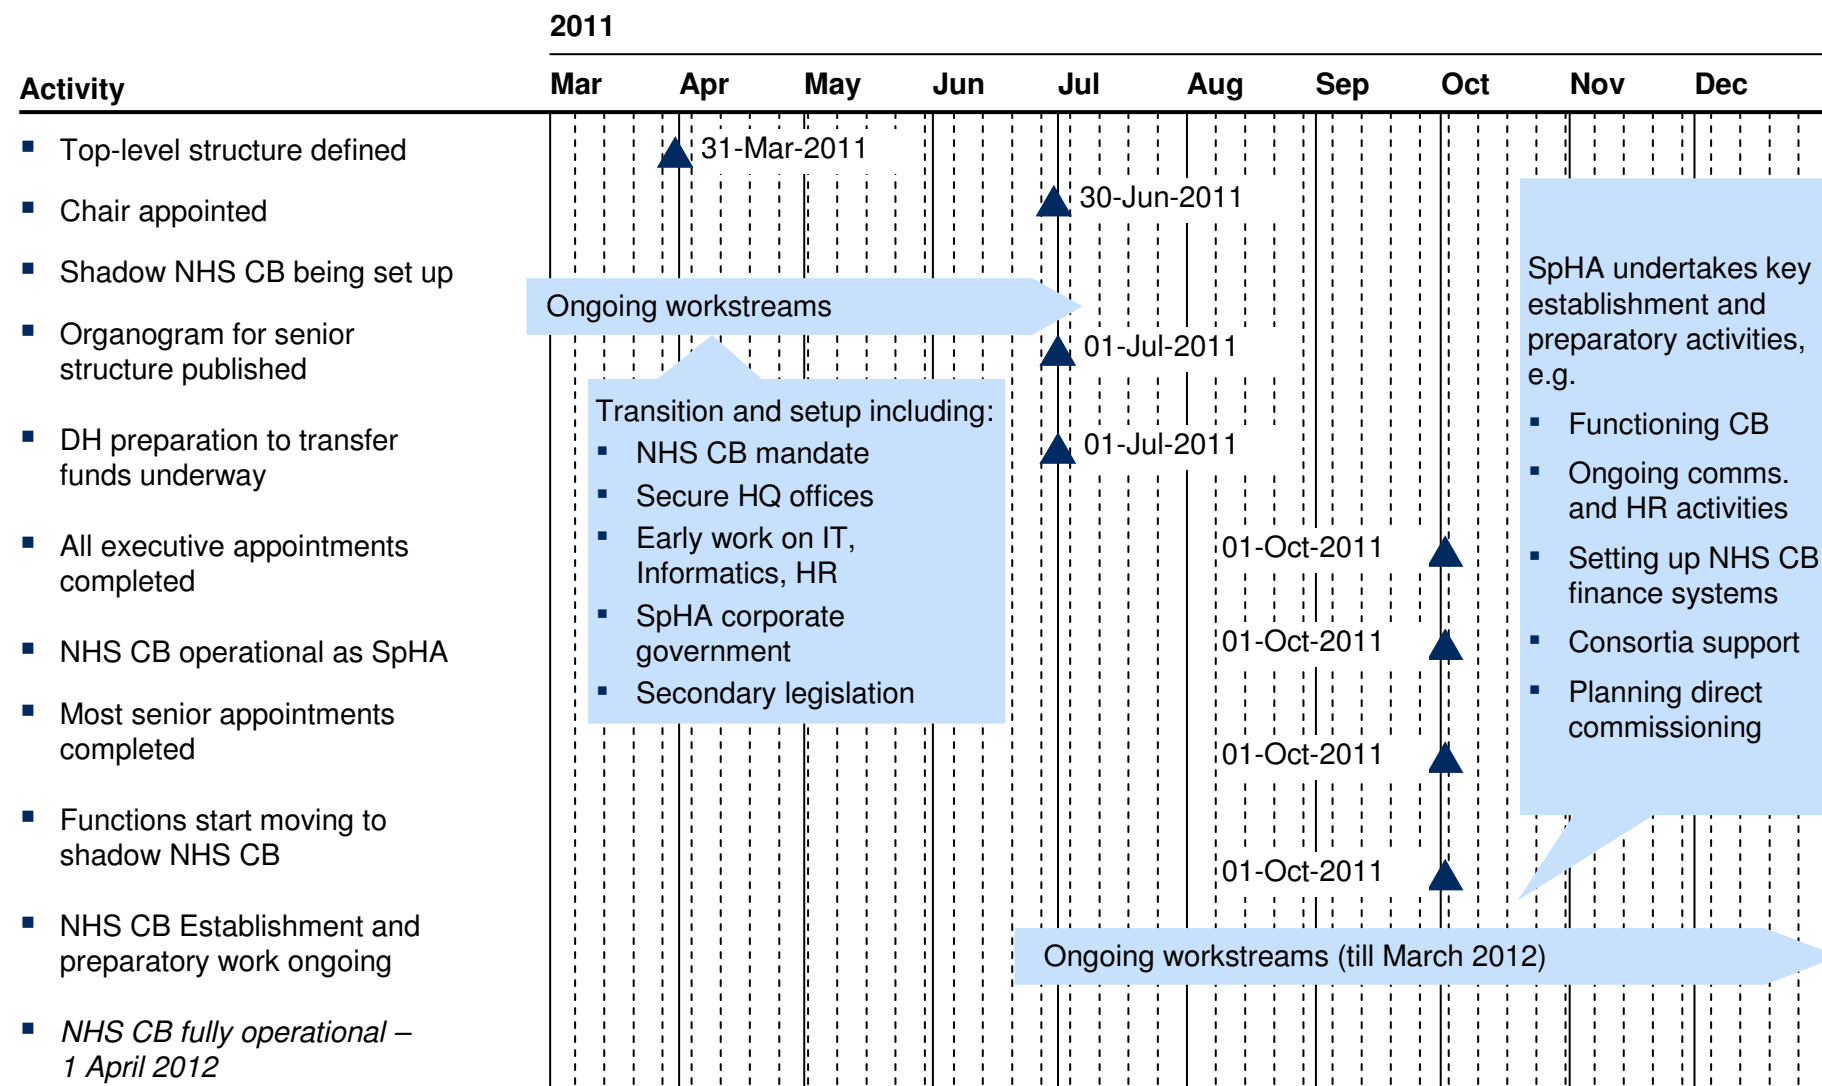 2011
Activity
Mar Apr May Jun Jul Aug Sep Oct Nov Dec
Top-level structure defined
31-Mar-2011
Chair appointed
30-Jun-2011
Shadow NHS CB being set up
Ongoing workstreams
Organogram for senior
structure published
01-Jul-2011
Transition and setup including:
NHS CB mandate
Secure HQ offices
Early work on IT,
Informatics, HR
SpHA corporate
government
Secondary legislation
DH preparation to transfer
funds underway
01-Jul-2011
All executive appointments
completed
01-Oct-2011
NHS CB operational as SpHA
01-Oct-2011
Most senior appointments
completed
01-Oct-2011
Functions start moving to
shadow NHS CB
01-Oct-2011
SpHA undertakes key
establishment and
preparatory activities,
e.g.
Functioning CB
Ongoing comms.
and HR activities
Setting up NHS CB
finance systems
Consortia support
Planning direct
commissioning
NHS CB Establishment and
preparatory work ongoing
Ongoing workstreams (till March 2012)
NHS CB fully operational –
1 April 2012